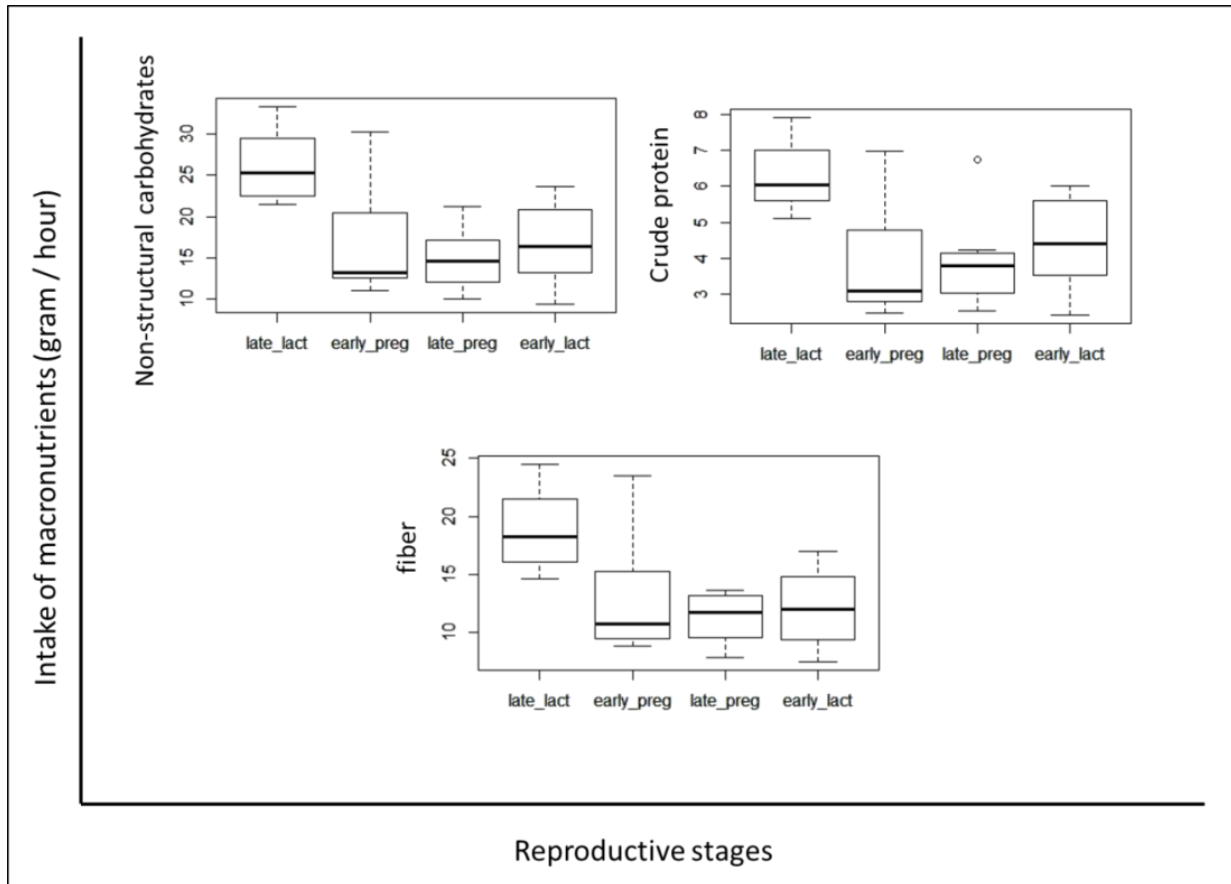 Intake of macronutrients (gram / hour)
Non-structural carbohydrates
30
25
20
15
10
late_lact early_preg late_preg early_lact
Crude protein
8
7
6
5
4
3
late_lact early_preg late_preg early_lact
fiber
25
20
15
10
late_lact early_preg late_preg early_lact
Reproductive stages